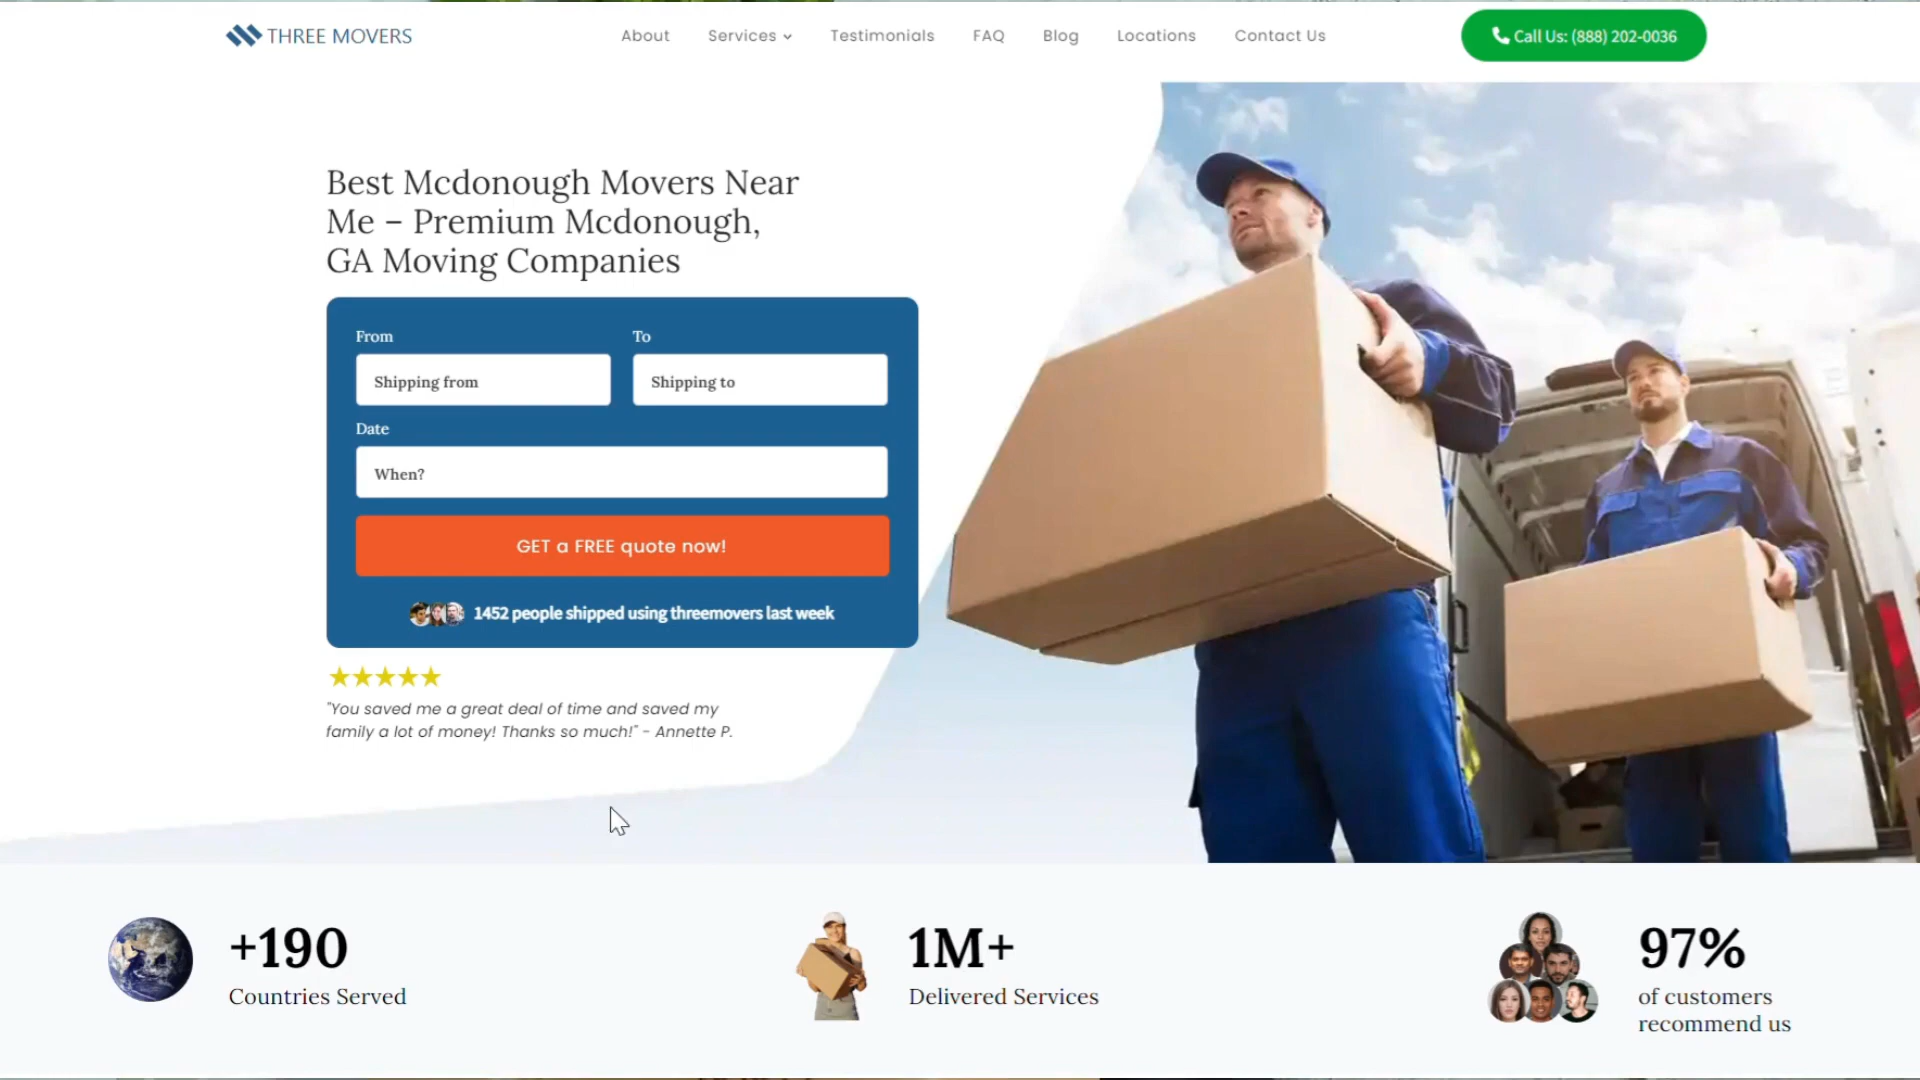 THREE MOVERS
About
Services
Testimonials
FAQ
Blog
Locations
Contact Us
Call Us: (888) 202-0036
Best Mcdonough Movers Near
Me – Premium Mcdonough,
GA Moving Companies
From
To
Shipping from
Shipping to
Date
When?
GET a FREE quote now!
1452 people shipped using threemovers last week
"You saved me a great deal of time and saved my
family a lot of money! Thanks so much!" - Annette P.
+190
Countries Served
1M+
Delivered Services
97%
of customers
recommend us